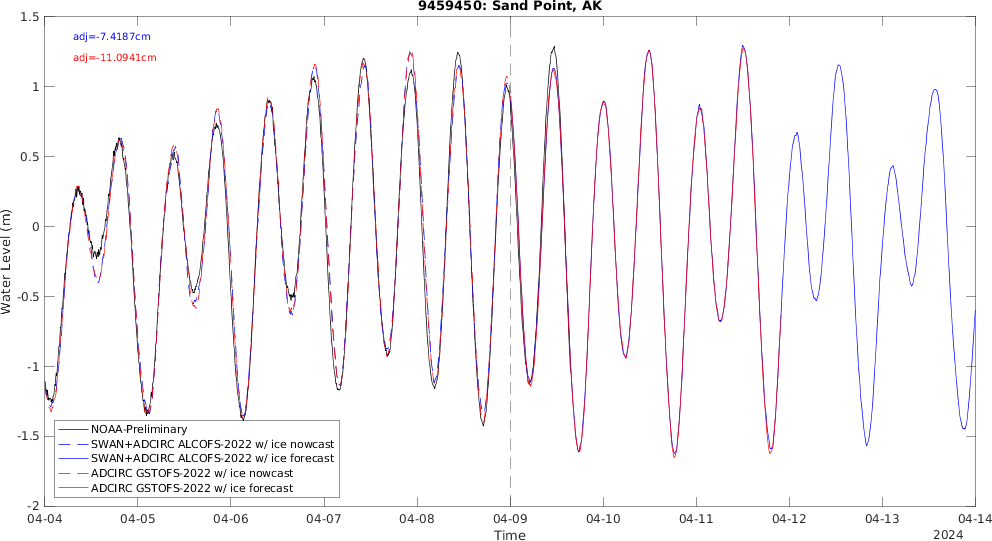 9459450: Sand Point, AK
adj=-7.4187cm
adj=-11.0941cm
1.5
1
0.5
0
-0.5
-1
-1.5
-2
Water Level (m)
NOAA-Preliminary
SWAN+ADCIRC ALCOFS-2022 w/ ice nowcast
SWAN+ADCIRC ALCOFS-2022 w/ ice forecast
ADCIRC GSTOFS-2022 w/ ice nowcast
ADCIRC GSTOFS-2022 w/ ice forecast
04-04 04-05 04-06 04-07 04-08 04-09 04-10 04-11 04-12 04-13 04-14
Time
2024